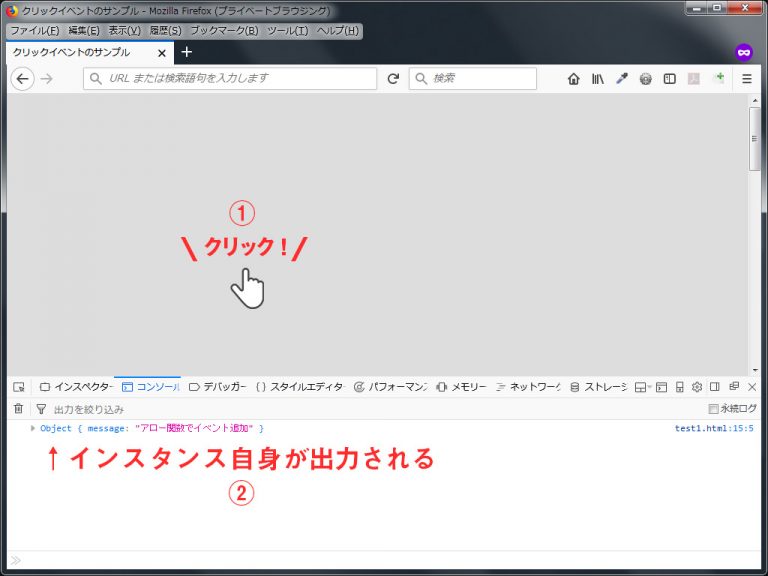 クリックイベントのサンプル - Mozilla Firefox (プライベートブラウジング)
ファイル(F) 編集(E) 表示(V) 履歴(S) ブックマーク(B) ツール(T) ヘルプ(H)
クリックイベントのサンプル × +
URL または検索語句を入力します 検索
①
\ クリック！/
インスペクター コンソール デバッガー {} スタイルエディター パフォーマンス メモリー ネットワーク ストレージ
出力を絞り込み 永続ログ
Object { message: "アロー関数でイベント追加" } test1.html:15:5
↑インスタンス自身が出力される
②
≫